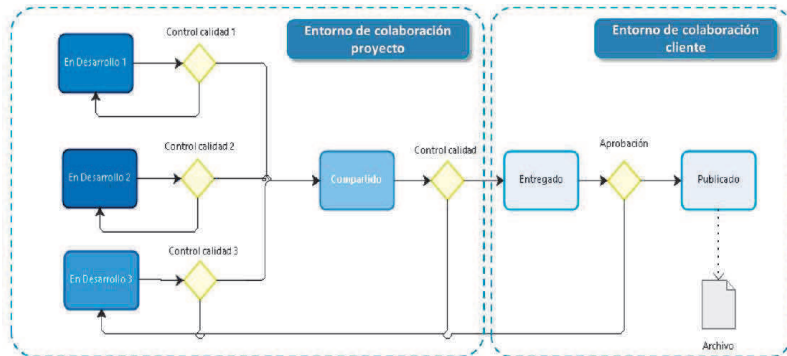 Control calidad 1
Entorno de colaboración
proyecto
Entorno de colaboración
cliente
En Desarrollo 1
Control calidad 2
Control calidad
Aprobación
En Desarrollo 2
Compartido
Entregado
Publicado
Control calidad 3
En Desarrollo 3
Archivo